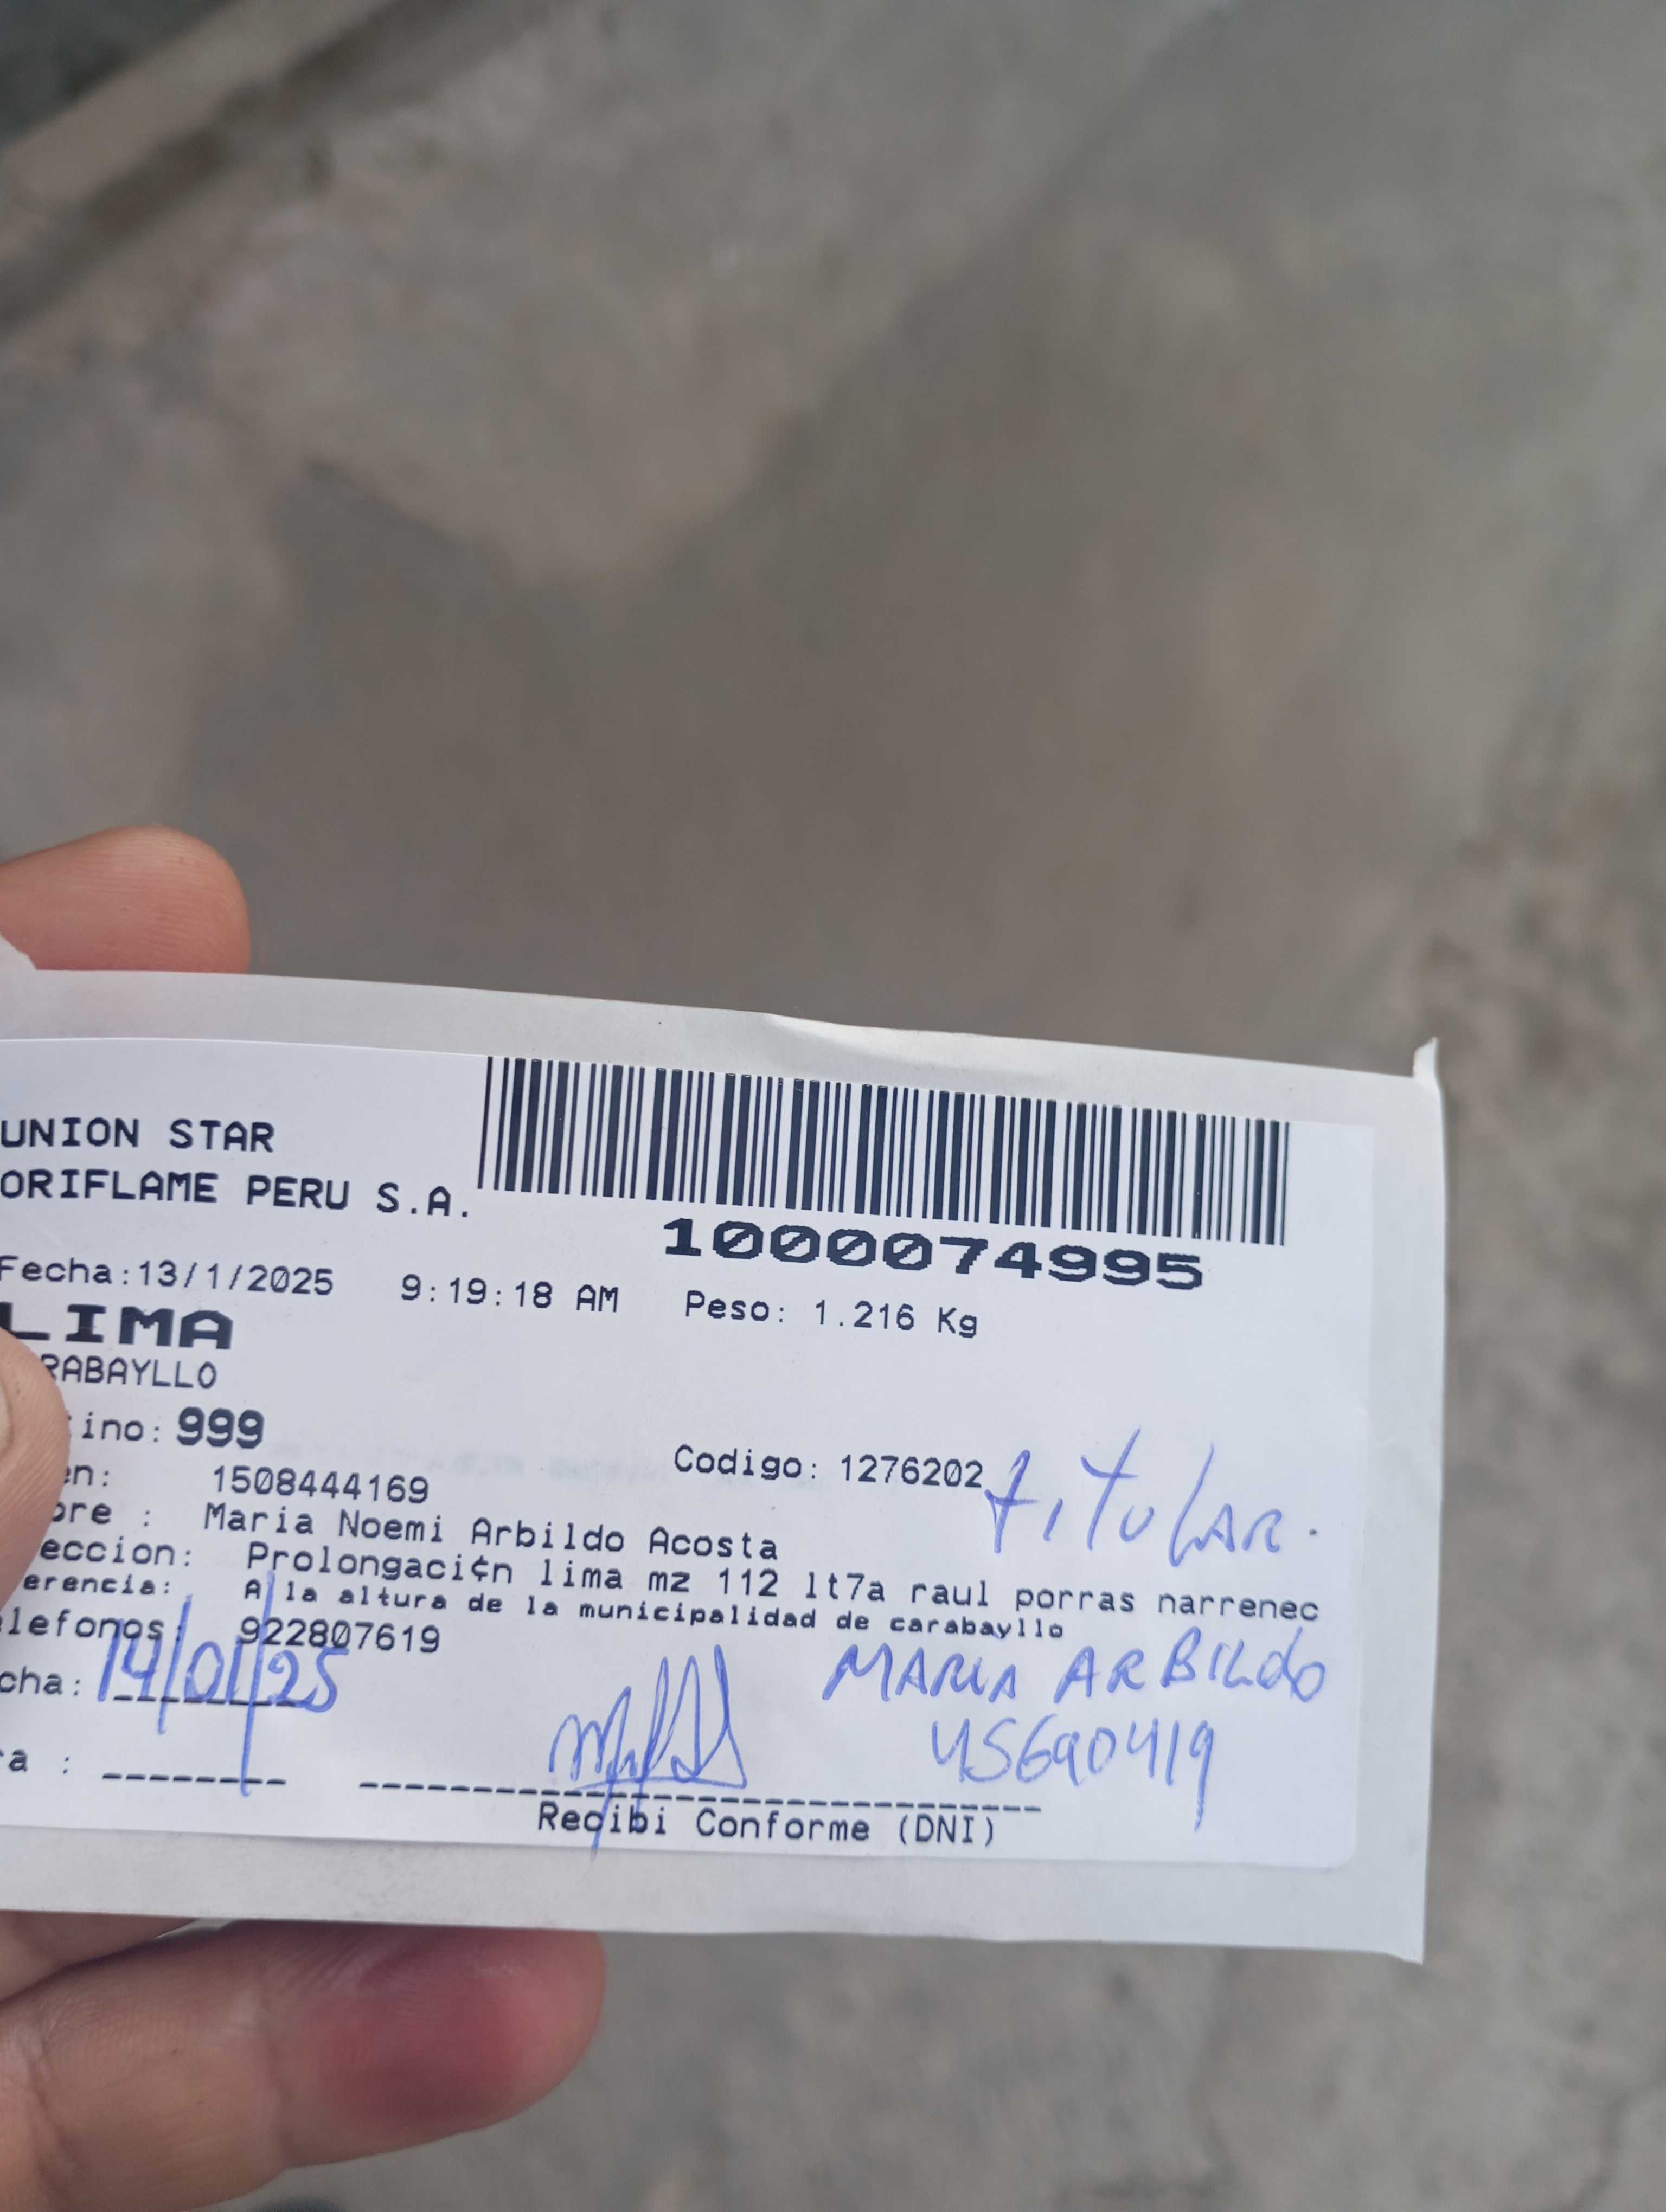 UNION STAR
ORIFLAME PERU S.A.
1000074995
Fecha:13/1/2025 9:19:18 AM Peso: 1.216 Kg
LIMA
RABAYLLO
ino: 999
en: 1508444169 Codigo: 1276202 titular.
bre : Maria Noemi Arbildo Acosta
eccion: Prolongaci¢n lima mz 112 lt7a raul porras narrenec
erencia: A la altura de la municipalidad de carabayllo
lefonos: 922807619
cha: 14/01/25 MARIA ARBILdo
45690419
ra :
Recibi Conforme (DNI)